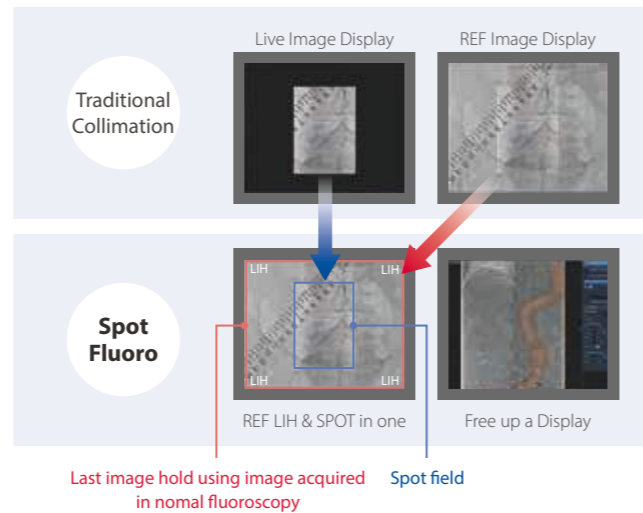 Live Image Display
REF Image Display
Traditional
Collimation
LIH
LIH
Spot
Fluoro
LIH
LIH
REF LIH & SPOT in one
Free up a Display
Last image hold using image acquired
in nomal fluoroscopy
Spot field